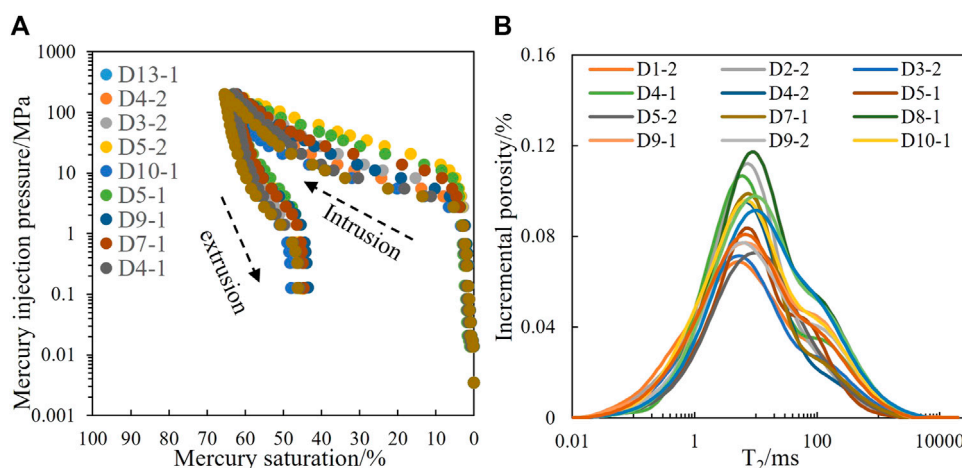 A
Mercury injection pressure/MPa
1000
100
10
1
0.1
0.01
0.001
D13-1
D4-2
D3-2
D5-2
D10-1
D5-1
D9-1
D7-1
D4-1
Intrusion
extrusion
100 90 80 70 60 50 40 30 20 10 0
Mercury saturation/%
B
Incremental porosity/%
0.16
0.12
0.08
0.04
0
D1-2 D2-2 D3-2
D4-1 D4-2 D5-1
D5-2 D7-1 D8-1
D9-1 D9-2 D10-1
0.01 1 100 10000
T₂/ms